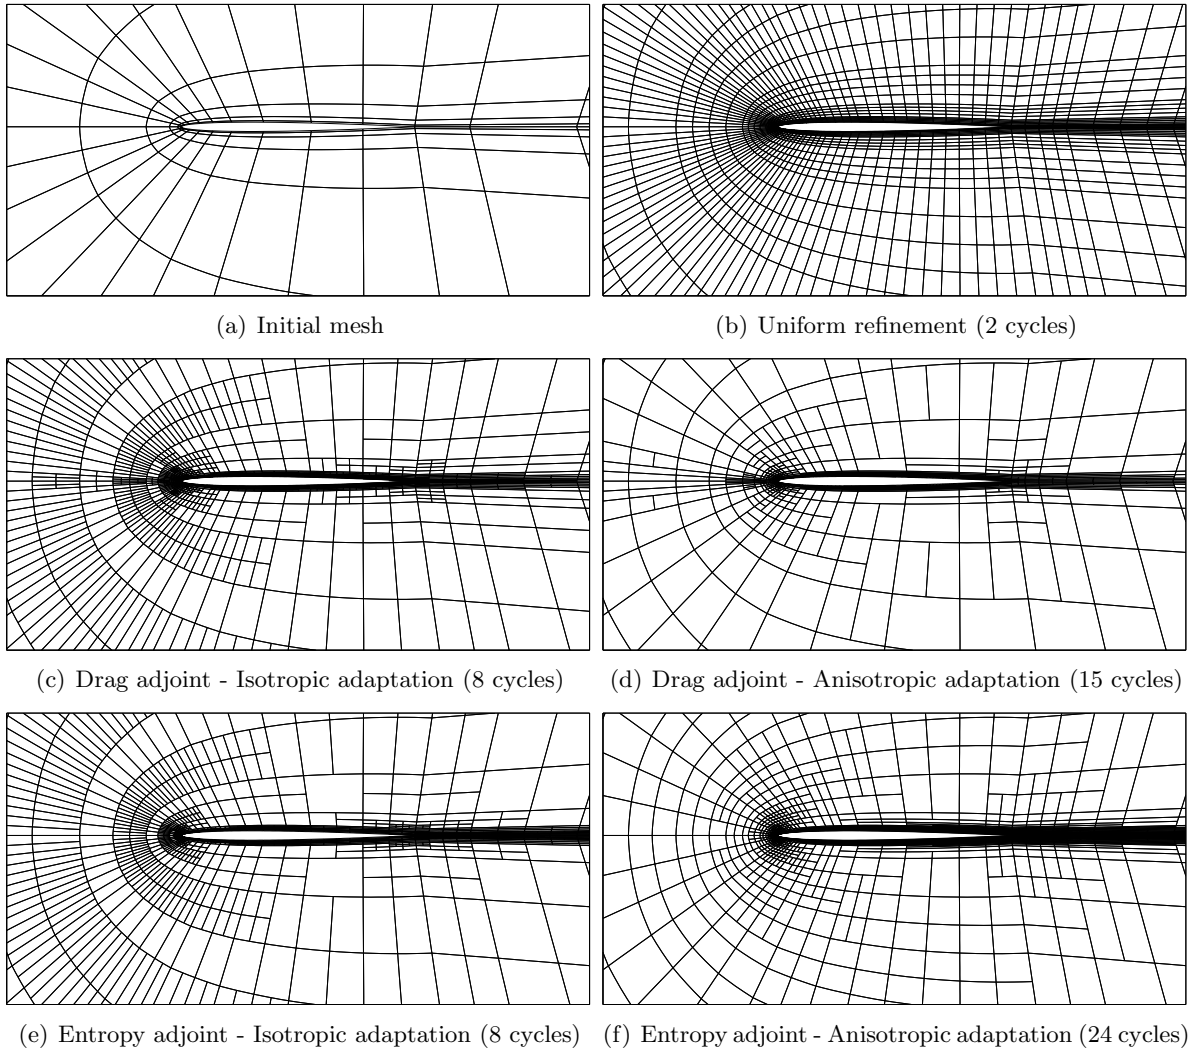 (a) Initial mesh
(b) Uniform refinement (2 cycles)
(c) Drag adjoint - Isotropic adaptation (8 cycles)
(d) Drag adjoint - Anisotropic adaptation (15 cycles)
(e) Entropy adjoint - Isotropic adaptation (8 cycles)
(f) Entropy adjoint - Anisotropic adaptation (24 cycles)